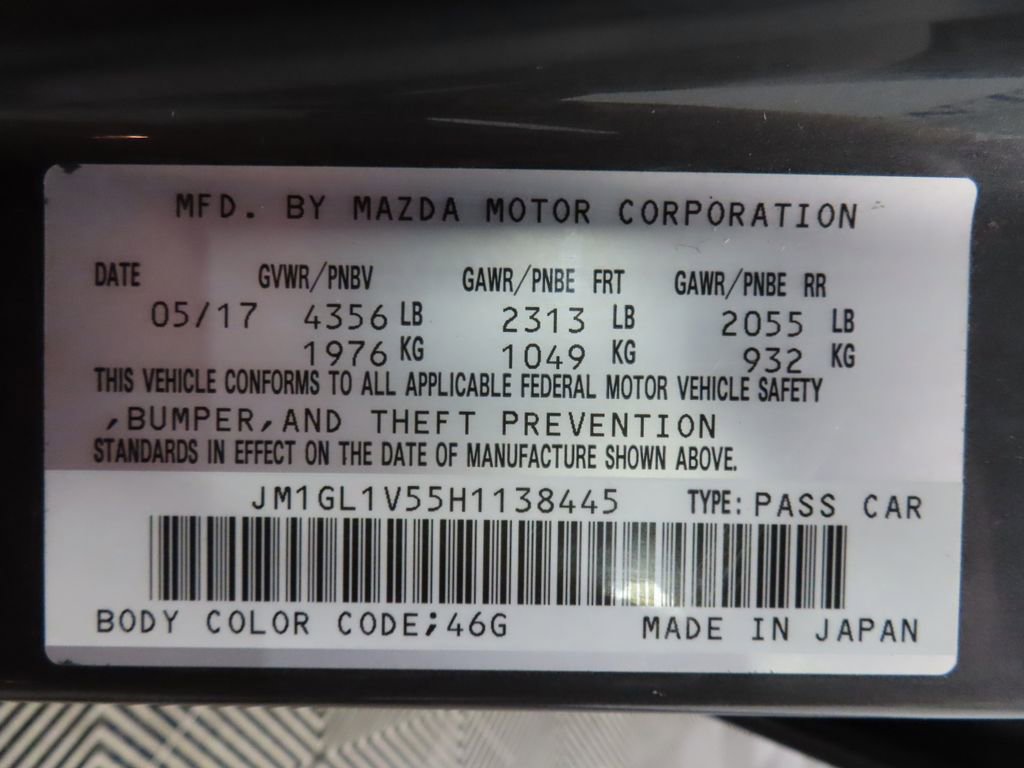 MFD. BY MAZDA MOTOR CORPORATION
DATE GVWR/PNBV GAWR/PNBE FRT GAWR/PNBE RR
05/17 4356 LB 2313 LB 2055 LB
1976 KG 1049 KG 932 KG
THIS VEHICLE CONFORMS TO ALL APPLICABLE FEDERAL MOTOR VEHICLE SAFETY
,BUMPER,AND THEFT PREVENTION
STANDARDS IN EFFECT ON THE DATE OF MANUFACTURE SHOWN ABOVE.
JM1GL1V55H1138445 TYPE: PASS CAR
BODY COLOR CODE;46G MADE IN JAPAN